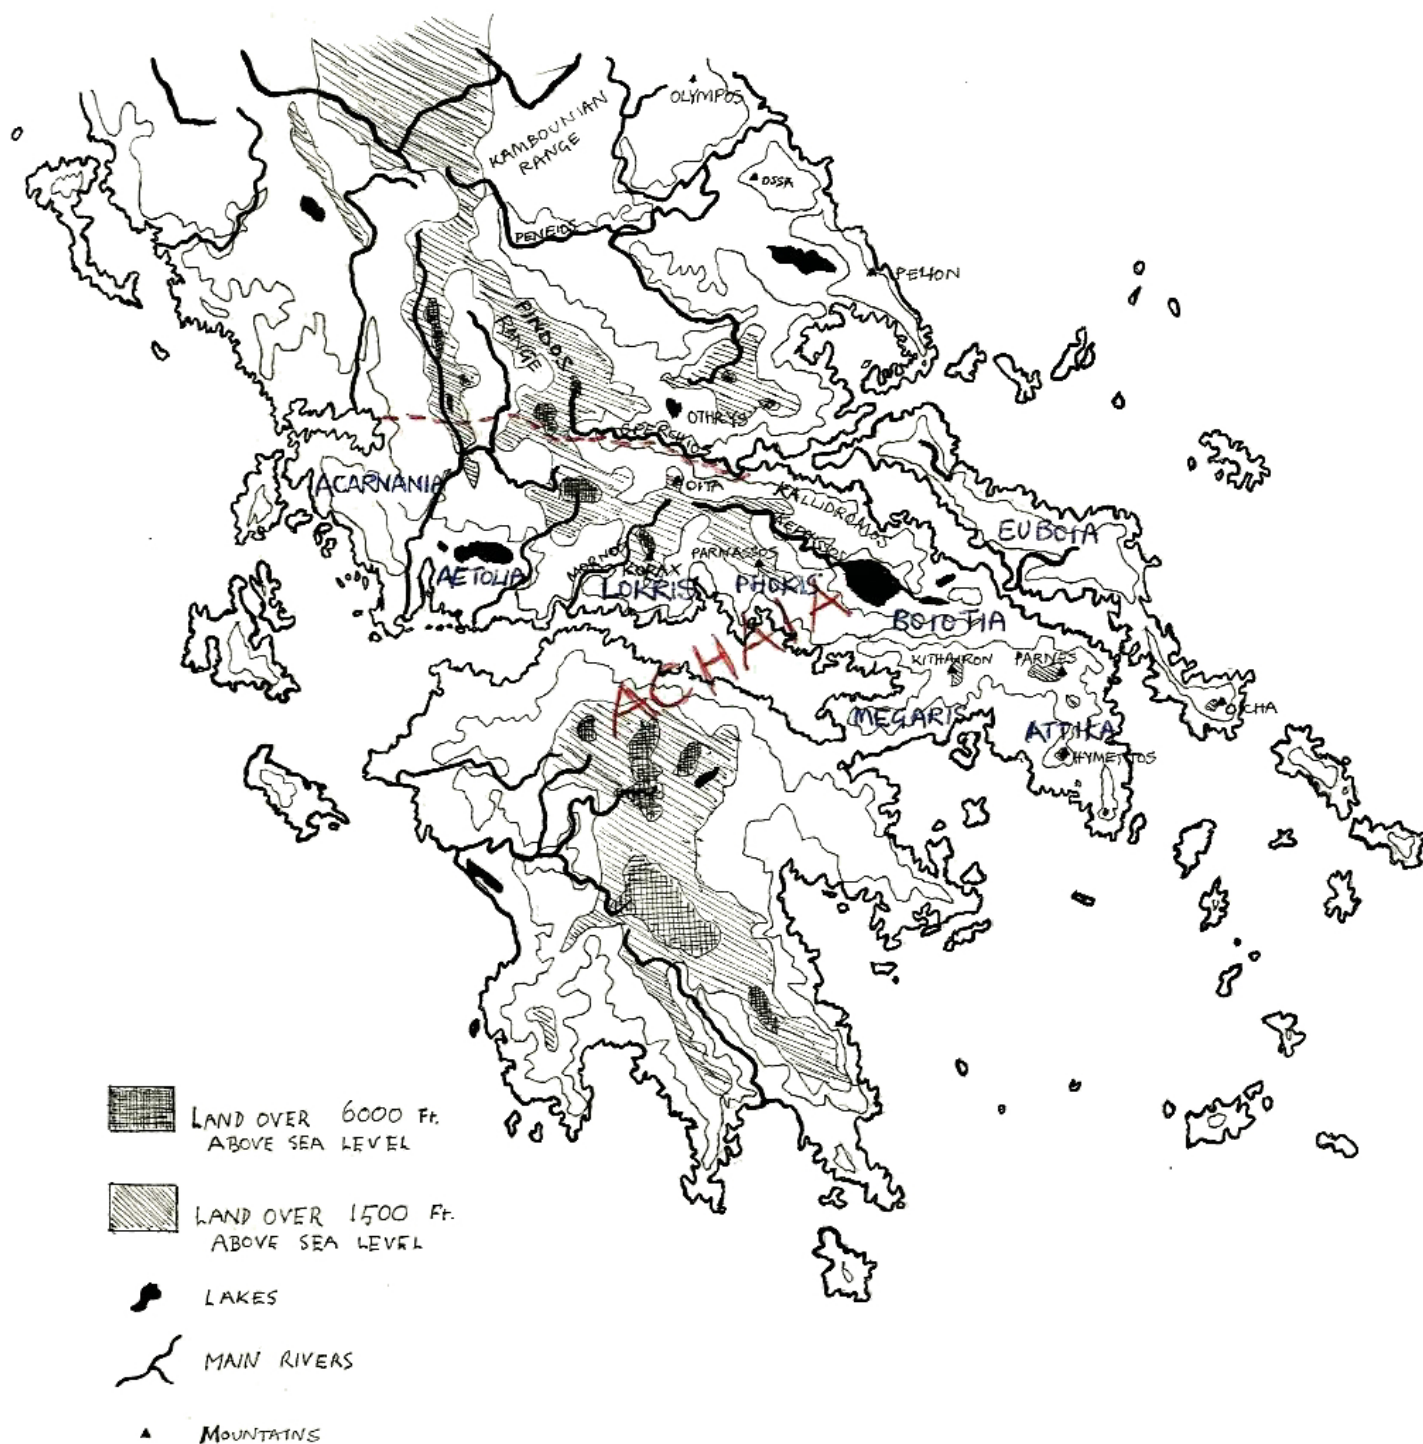 OLYMPOS
KAMBOUNIAN
RANGE
OSSA
PENEIOS
PELION
PINDOS
RANGE
OTHRYS
SPERCHIOS
ACARNANIA
OITA
KALLIDROMOS
KEPHISSOS
EUBOIA
MORNOS
KORAX
PARNASSOS
AETOLIA
LOKRIS
PHOKIS
BOIOTIA
ACHAIA
KITHAIRON
PARNES
MEGARIS
ATTIKA
OCHA
HYMETTOS
LAND OVER 6000 Ft.
ABOVE SEA LEVEL
LAND OVER 1500 Ft.
ABOVE SEA LEVEL
LAKES
MAIN RIVERS
MOUNTAINS